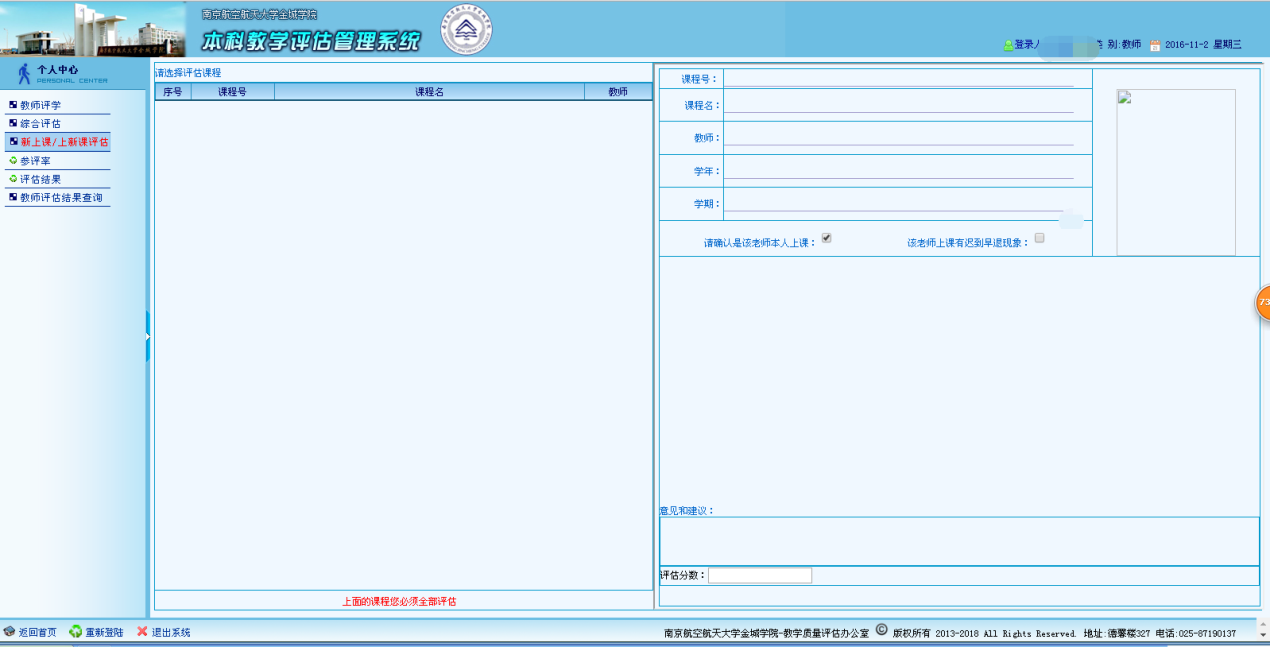 南京航空航天大学金城学院
本科教学评估管理系统
登录人 别:教师 2016-11-2 星期三
个人中心
PERSONAL CENTER
教师评学
综合评估
新上课/上新课评估
参评率
评估结果
教师评估结果查询
请选择评估课程
序号 课程号 课程名 教师
上面的课程您必须全部评估
课程号：
课程名：
教师：
学年：
学期：
请确认是该老师本人上课： 该老师上课有迟到早退现象：
意见和建议：
评估分数：
73
返回首页 重新登陆 退出系统
南京航空航天大学金城学院-教学质量评估办公室 © 版权所有 2013-2018 All Rights Reserved. 地址:德馨楼327 电话:025-87190137